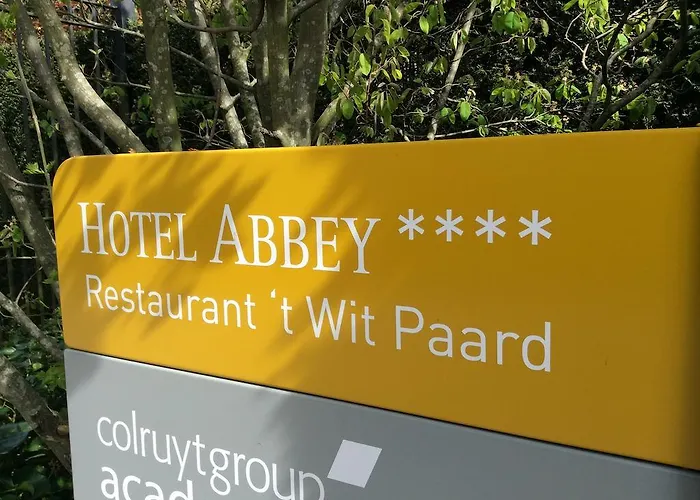 HOTEL ABBEY ****
Restaurant ‘t Wit Paard
colruytgroup